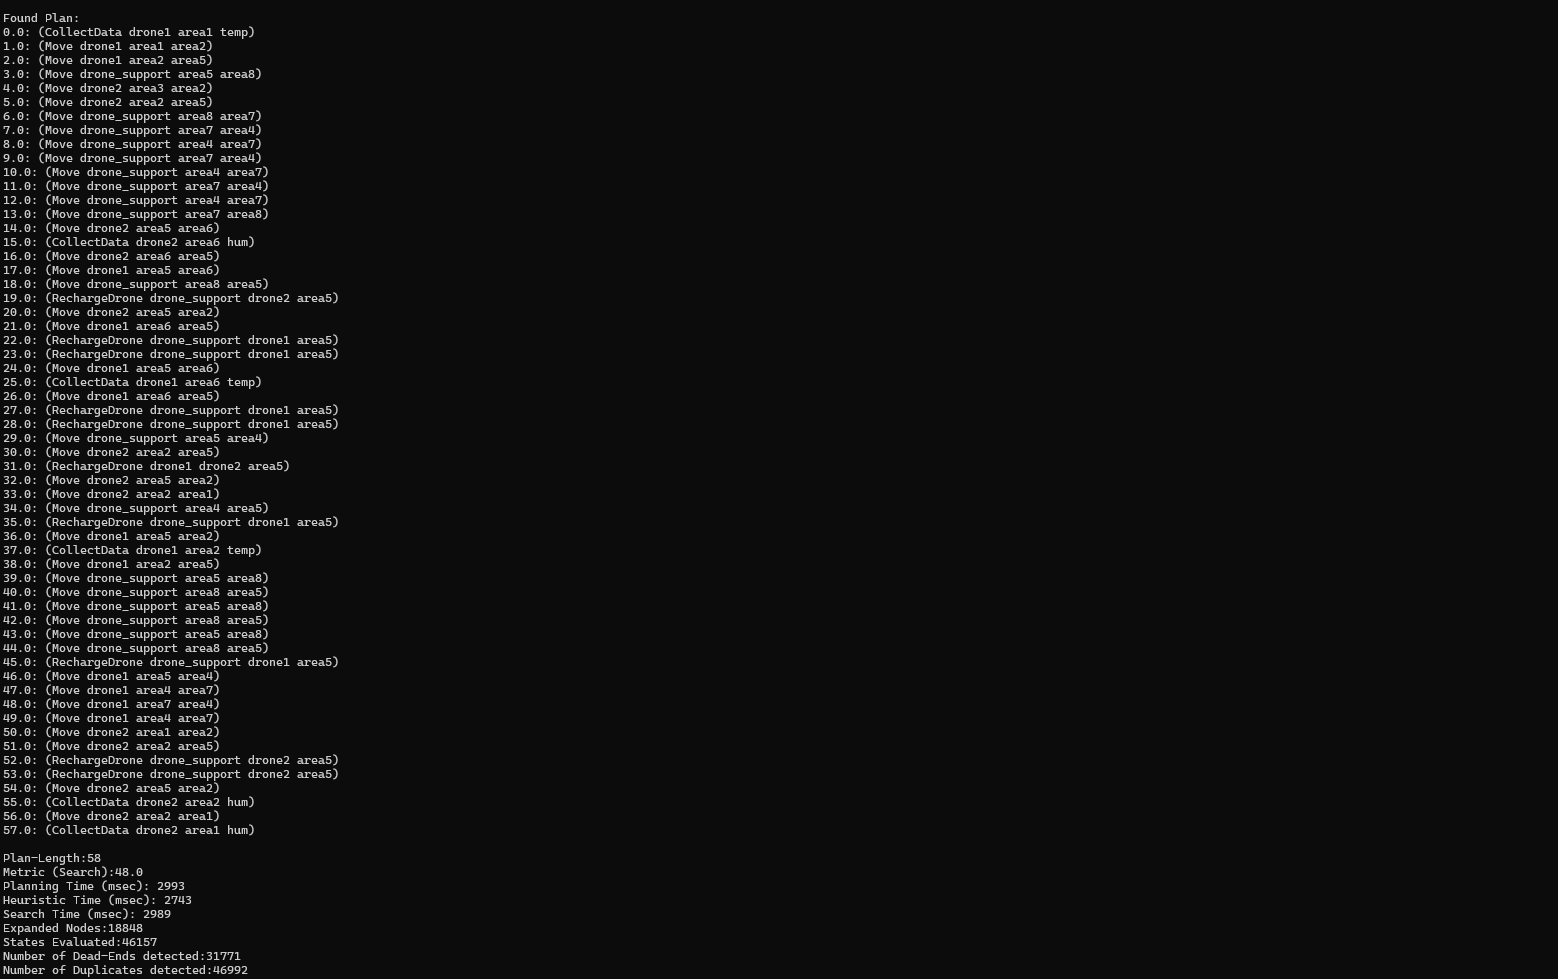 Found Plan:
0.0: (CollectData drone1 area1 temp)
1.0: (Move drone1 area1 area2)
2.0: (Move drone1 area2 area5)
3.0: (Move drone_support area5 area8)
4.0: (Move drone2 area3 area2)
5.0: (Move drone2 area2 area5)
6.0: (Move drone_support area8 area7)
7.0: (Move drone_support area7 area4)
8.0: (Move drone_support area4 area7)
9.0: (Move drone_support area7 area4)
10.0: (Move drone_support area4 area7)
11.0: (Move drone_support area7 area4)
12.0: (Move drone_support area4 area7)
13.0: (Move drone_support area7 area8)
14.0: (Move drone2 area5 area6)
15.0: (CollectData drone2 area6 hum)
16.0: (Move drone2 area6 area5)
17.0: (Move drone1 area5 area6)
18.0: (Move drone_support area8 area5)
19.0: (RechargeDrone drone_support drone2 area5)
20.0: (Move drone2 area5 area2)
21.0: (Move drone1 area6 area5)
22.0: (RechargeDrone drone_support drone1 area5)
23.0: (RechargeDrone drone_support drone1 area5)
24.0: (Move drone1 area5 area6)
25.0: (CollectData drone1 area6 temp)
26.0: (Move drone1 area6 area5)
27.0: (RechargeDrone drone_support drone1 area5)
28.0: (RechargeDrone drone_support drone1 area5)
29.0: (Move drone_support area5 area4)
30.0: (Move drone2 area2 area5)
31.0: (RechargeDrone drone1 drone2 area5)
32.0: (Move drone2 area5 area2)
33.0: (Move drone2 area2 area1)
34.0: (Move drone_support area4 area5)
35.0: (RechargeDrone drone_support drone1 area5)
36.0: (Move drone1 area5 area2)
37.0: (CollectData drone1 area2 temp)
38.0: (Move drone1 area2 area5)
39.0: (Move drone_support area5 area8)
40.0: (Move drone_support area8 area5)
41.0: (Move drone_support area5 area8)
42.0: (Move drone_support area8 area5)
43.0: (Move drone_support area5 area8)
44.0: (Move drone_support area8 area5)
45.0: (RechargeDrone drone_support drone1 area5)
46.0: (Move drone1 area5 area4)
47.0: (Move drone1 area4 area7)
48.0: (Move drone1 area7 area4)
49.0: (Move drone1 area4 area7)
50.0: (Move drone2 area1 area2)
51.0: (Move drone2 area2 area5)
52.0: (RechargeDrone drone_support drone2 area5)
53.0: (RechargeDrone drone_support drone2 area5)
54.0: (Move drone2 area5 area2)
55.0: (CollectData drone2 area2 hum)
56.0: (Move drone2 area2 area1)
57.0: (CollectData drone2 area1 hum)
Plan-Length:58
Metric (Search):48.0
Planning Time (msec): 2993
Heuristic Time (msec): 2743
Search Time (msec): 2989
Expanded Nodes:18848
States Evaluated:46157
Number of Dead-Ends detected:31771
Number of Duplicates detected:46992